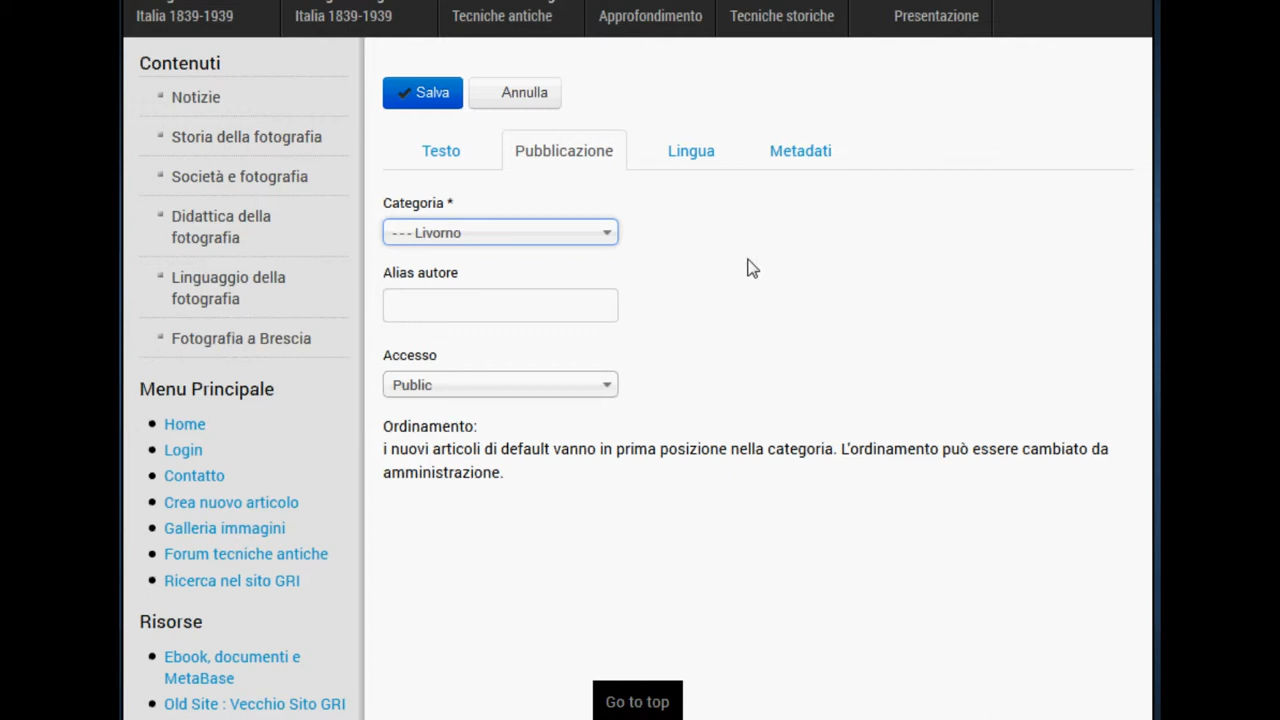 Italia 1839-1939
Italia 1839-1939
Tecniche antiche
Approfondimento
Tecniche storiche
Presentazione
Contenuti
Notizie
Storia della fotografia
Società e fotografia
Didattica della
fotografia
Linguaggio della
fotografia
Fotografia a Brescia
Menu Principale
Home
Login
Contatto
Crea nuovo articolo
Galleria immagini
Forum tecniche antiche
Ricerca nel sito GRI
Risorse
Ebook, documenti e
MetaBase
Old Site : Vecchio Sito GRI
Salva
Annulla
Testo
Pubblicazione
Lingua
Metadati
Categoria *
- - - Livorno
Alias autore
Accesso
Public
Ordinamento:
i nuovi articoli di default vanno in prima posizione nella categoria. L'ordinamento può essere cambiato da
amministrazione.
Go to top